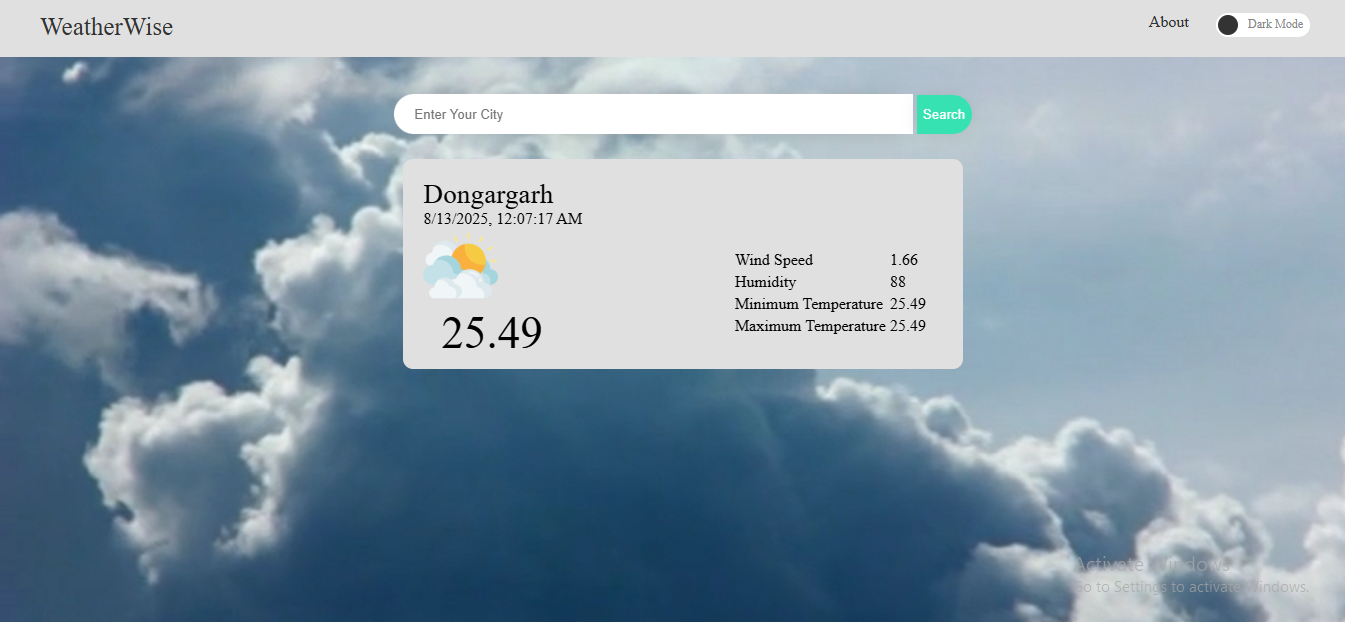 WeatherWise
About
Dark Mode
Enter Your City
Search
Dongargarh
8/13/2025, 12:07:17 AM
25.49
Wind Speed 1.66
Humidity 88
Minimum Temperature 25.49
Maximum Temperature 25.49
Activate Windows
Go to Settings to activate Windows.